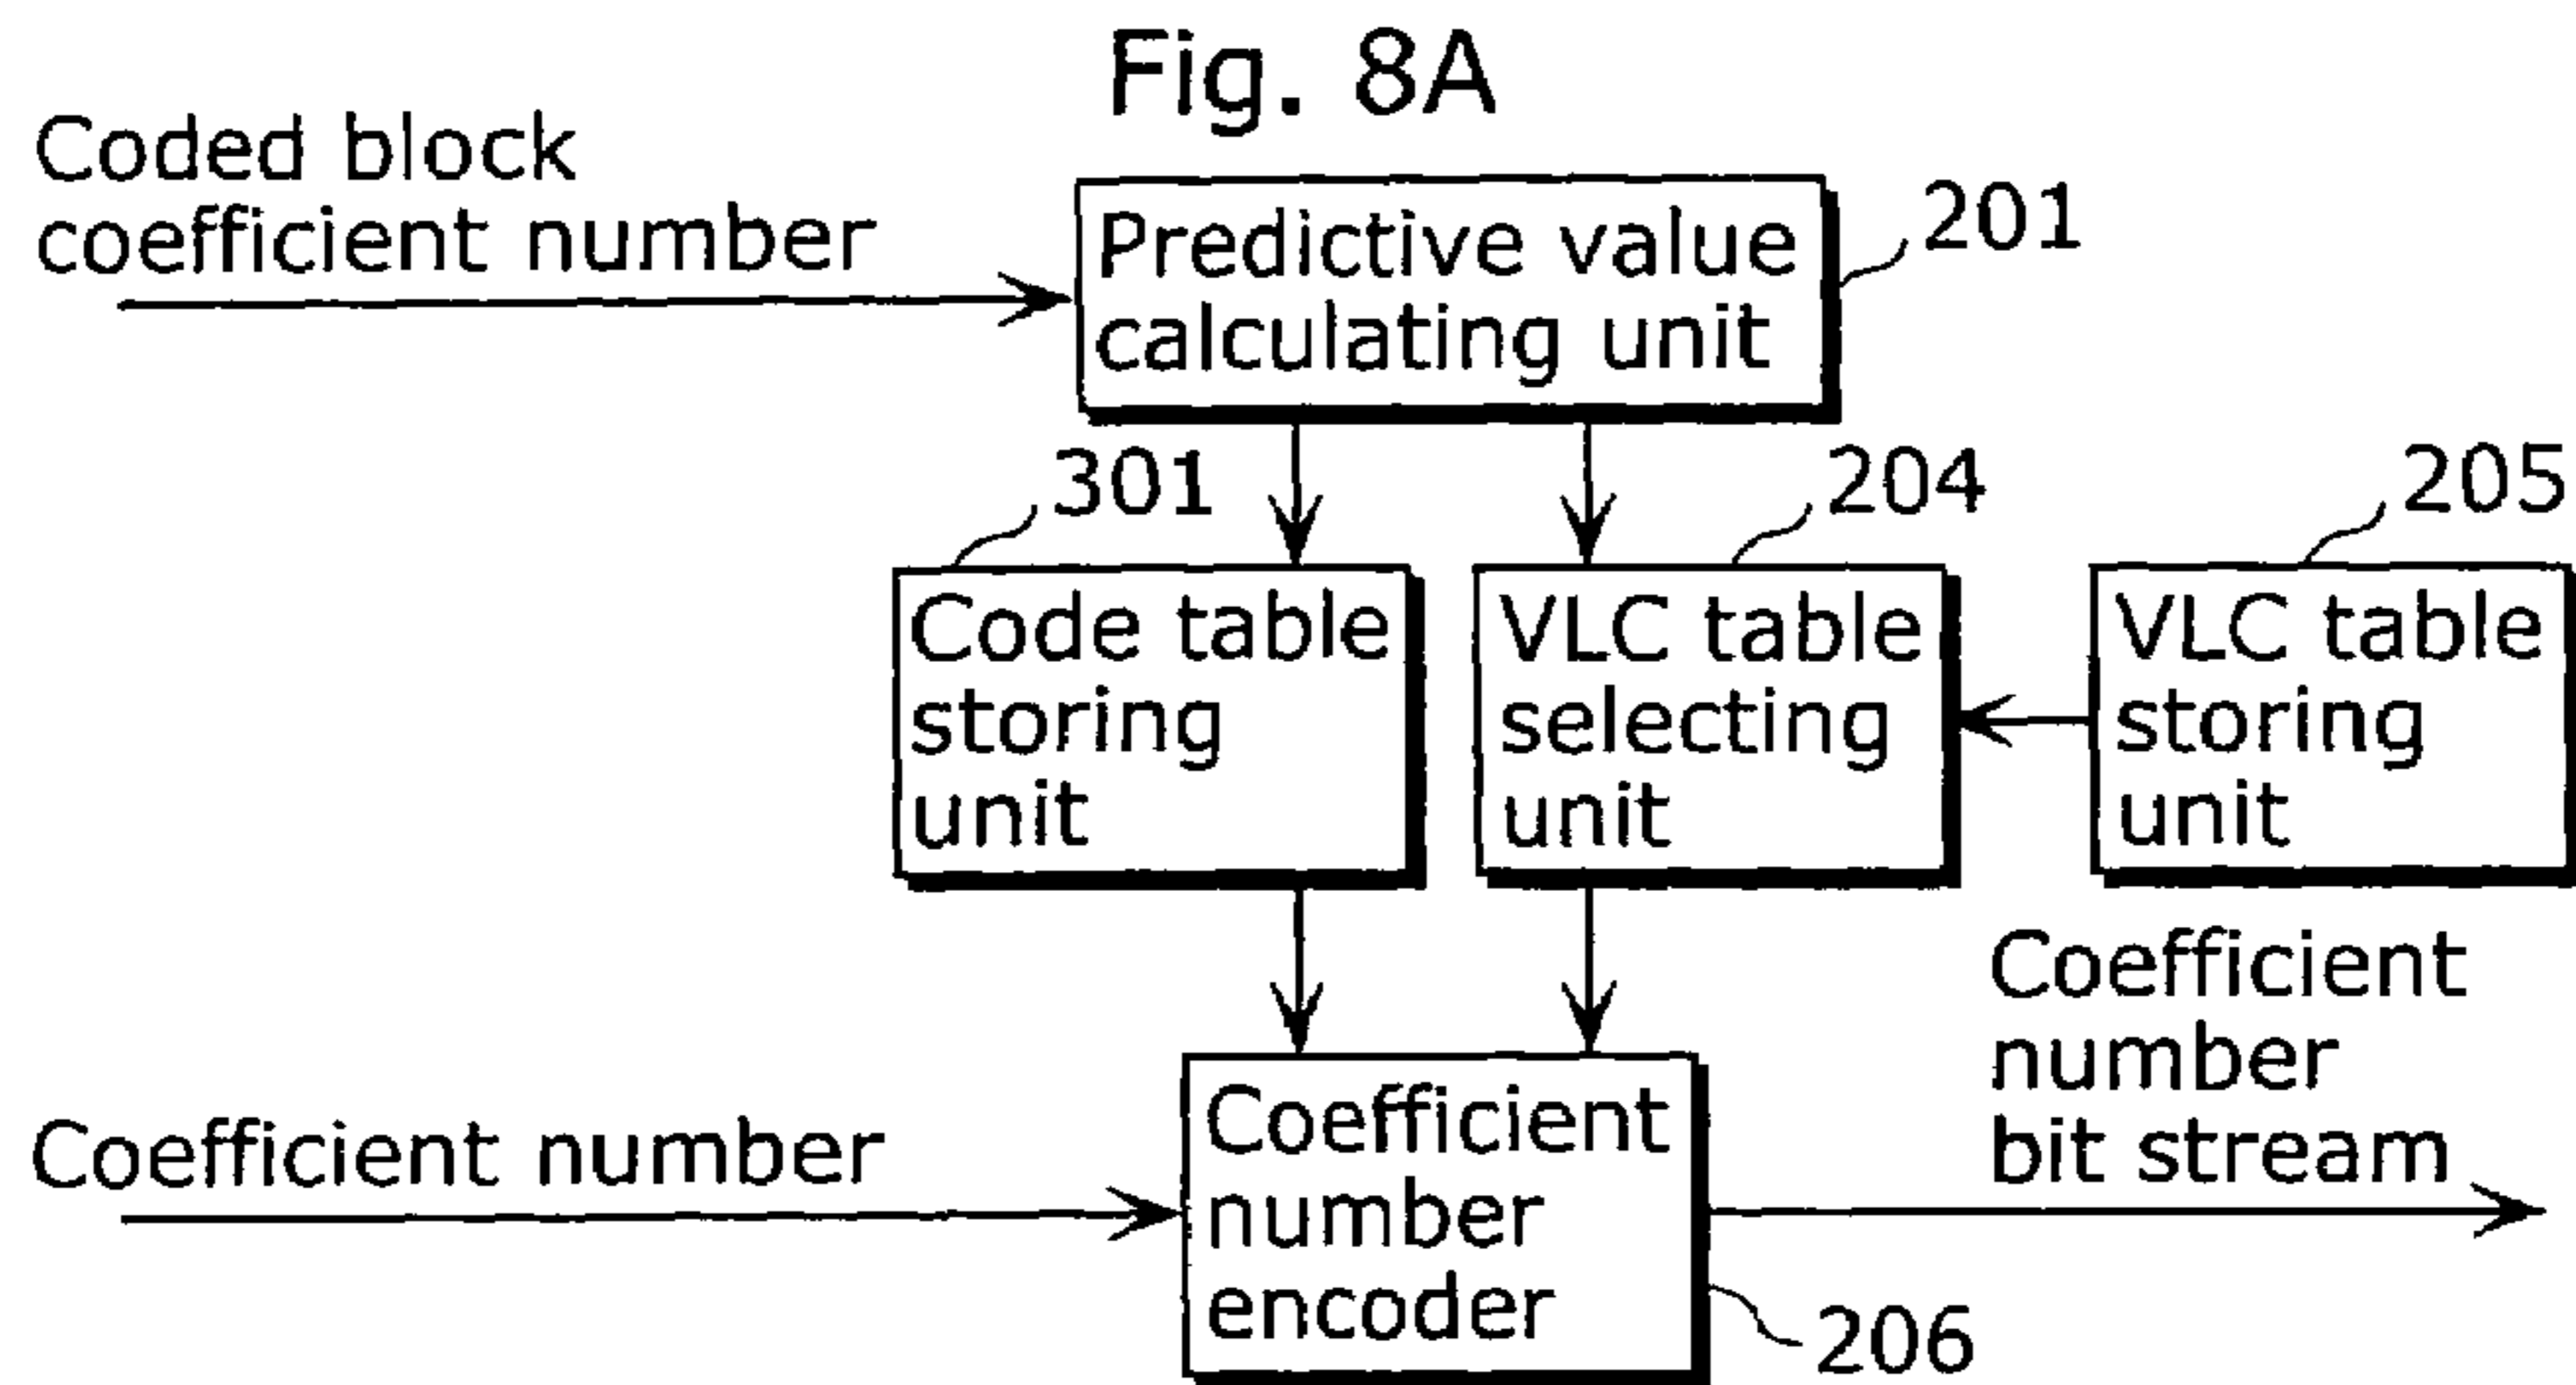 Fig. 8A
Coded block
coefficient number
Predictive value
calculating unit
201
301
204
205
Code table
storing
unit
VLC table
selecting
unit
VLC table
storing
unit
Coefficient number
Coefficient
number
encoder
Coefficient
number
bit stream
206